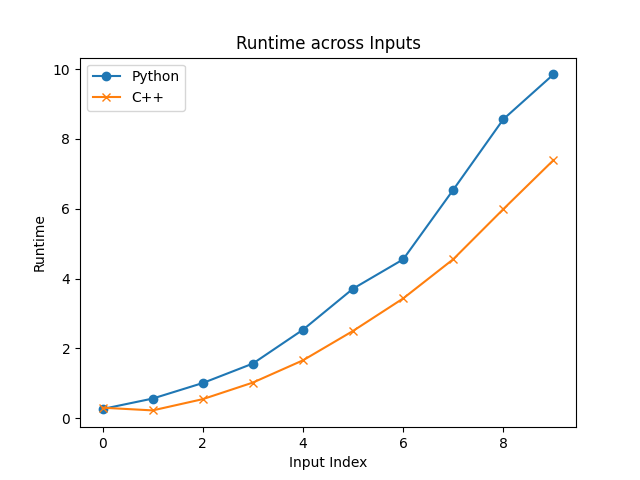 Runtime across Inputs
Python
C++
10
8
6
4
2
0
Runtime
0 2 4 6 8
Input Index